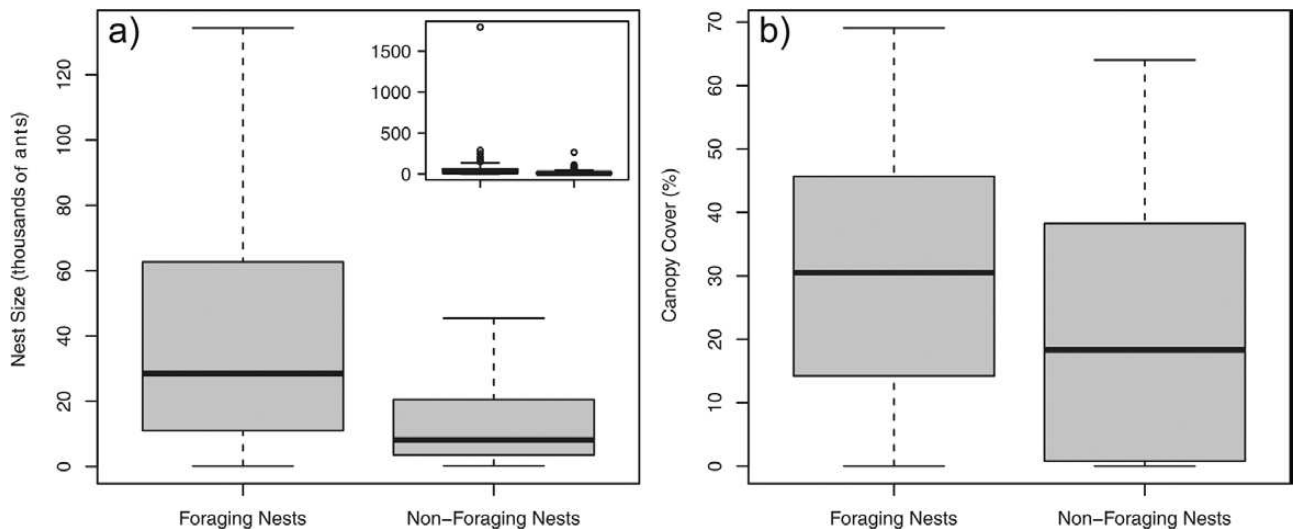 a)
Nest Size (thousands of ants)
120
100
80
60
40
20
0
1500
1000
500
0
Foraging Nests
Non-Foraging Nests
b)
Canopy Cover (%)
70
60
50
40
30
20
10
0
Foraging Nests
Non-Foraging Nests